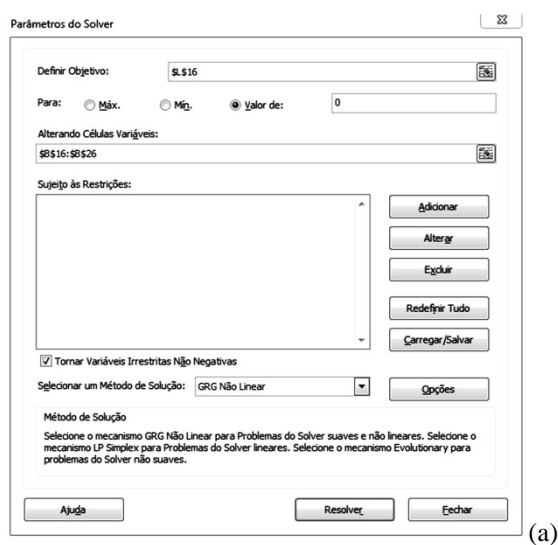 Parâmetros do Solver
Definir Objetivo: $L$16
Para: Máx. Mín. Valor de: 0
Alterando Células Variáveis:
$B$16:$B$26
Sujeito às Restrições:
Adicionar
Alterar
Excluir
Redefinir Tudo
Carregar/Salvar
Tornar Variáveis Irrestritas Não Negativas
Selecionar um Método de Solução: GRG Não Linear Opções
Método de Solução
Selecione o mecanismo GRG Não Linear para Problemas do Solver suaves e não lineares. Selecione o
mecanismo LP Simplex para Problemas do Solver lineares. Selecione o mecanismo Evolutionary para
problemas do Solver não suaves.
Ajuda Resolver Fechar
(a)